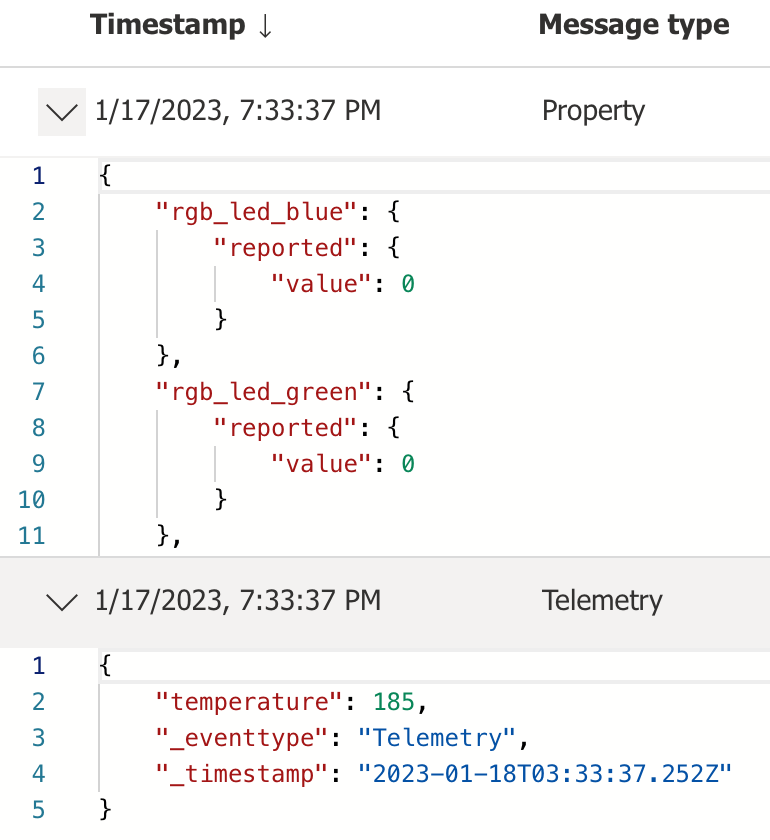 Timestamp ↓ Message type
1/17/2023, 7:33:37 PM Property
1 {
2 "rgb_led_blue": {
3 "reported": {
4 "value": 0
5 }
6 },
7 "rgb_led_green": {
8 "reported": {
9 "value": 0
10 }
11 },
1/17/2023, 7:33:37 PM Telemetry
1 {
2 "temperature": 185,
3 "_eventtype": "Telemetry",
4 "_timestamp": "2023-01-18T03:33:37.252Z"
5 }